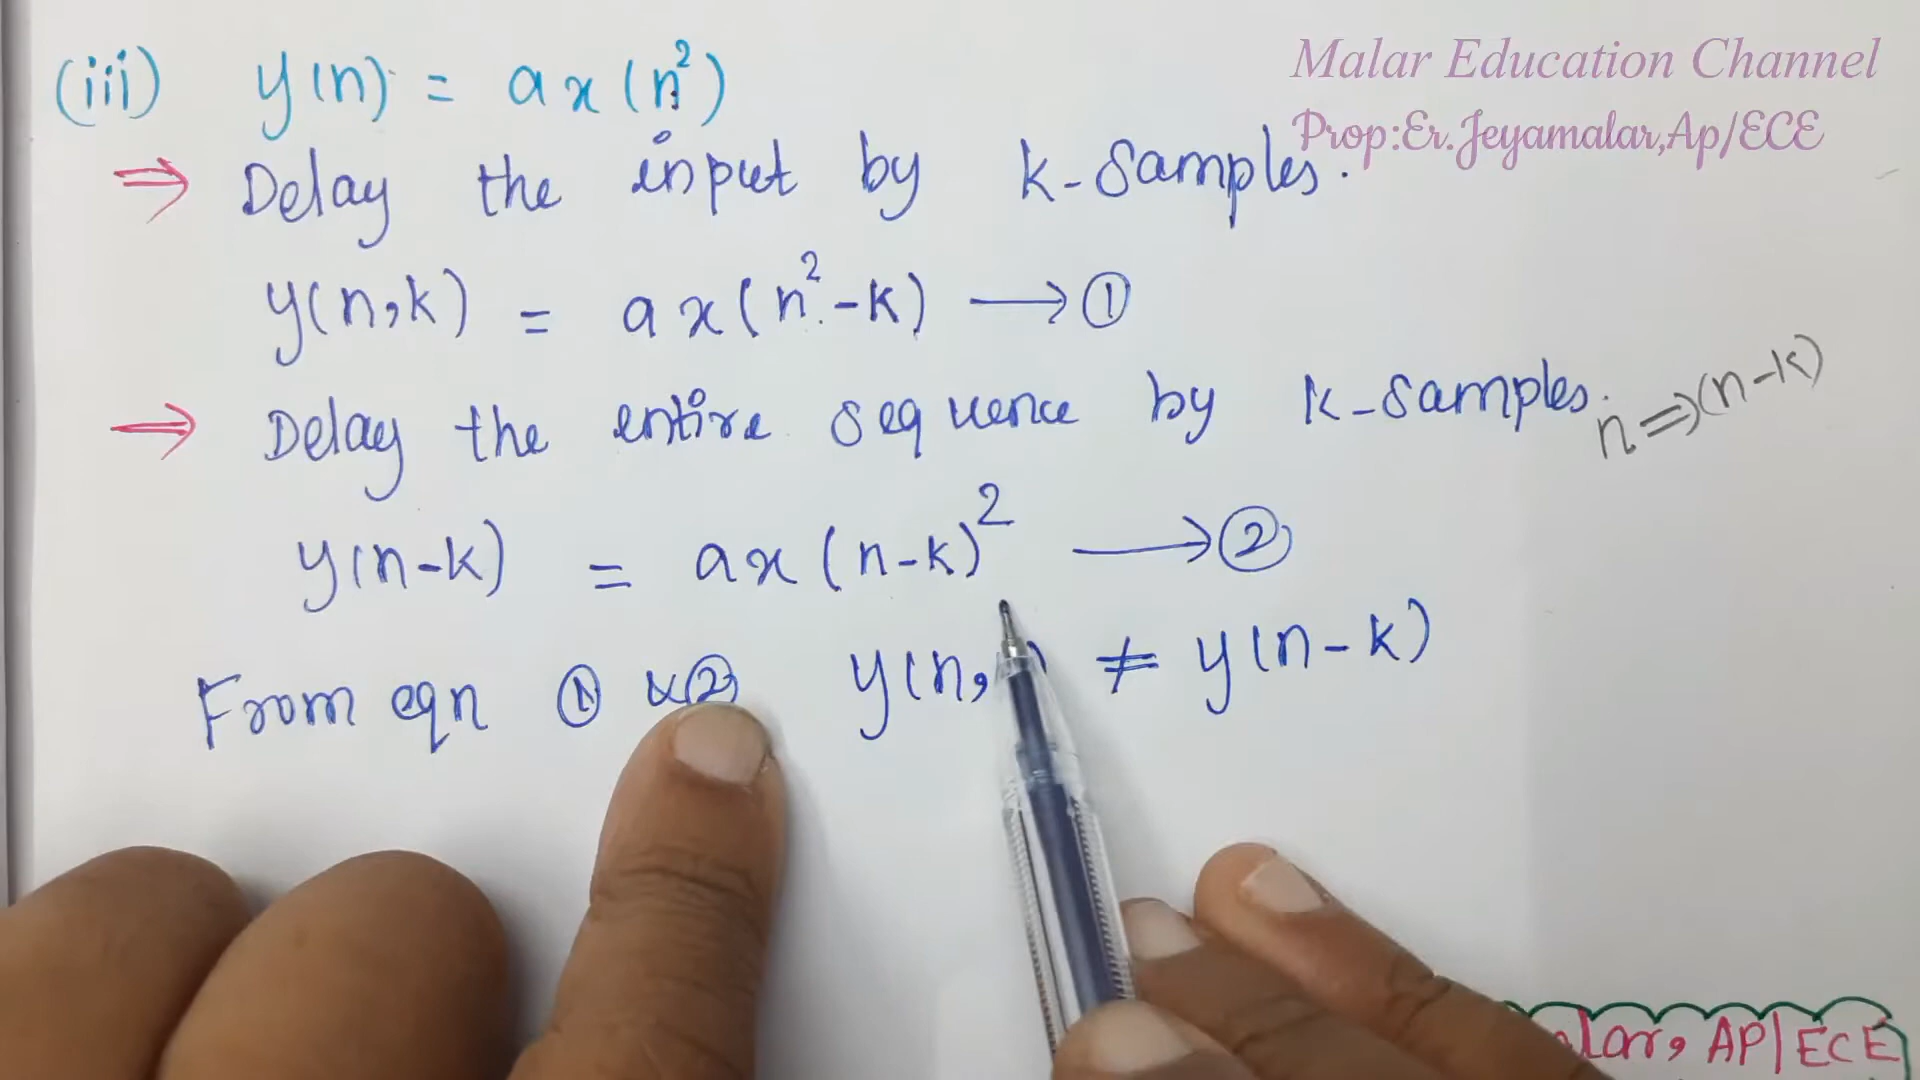 Malar Education Channel
Prop:Er.Jeyamalar,Ap/ECE
(iii) y(n) = ax(n²)
⇒ Delay the input by k-samples.
y(n,k) = ax(n²-k) ⟶ ①
⇒ Delay the entire sequence by k-samples. n⇒(n-k)
y(n-k) = ax(n-k)² ⟶ ②
From eqn ① & ② y(n, ) ≠ y(n-k)
AP|ECE